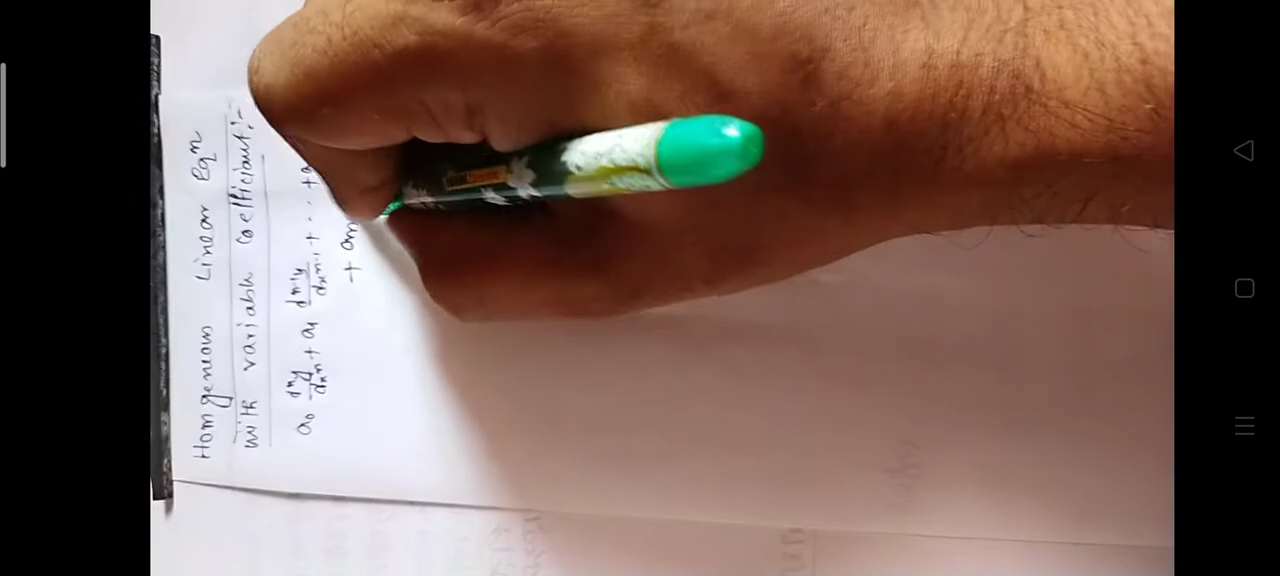 Homgeneous Linear Eqn
with variable Coefficient:-
a0 dny/dxn + a1 dn-1y/dxn-1 + . . . + a
+ an